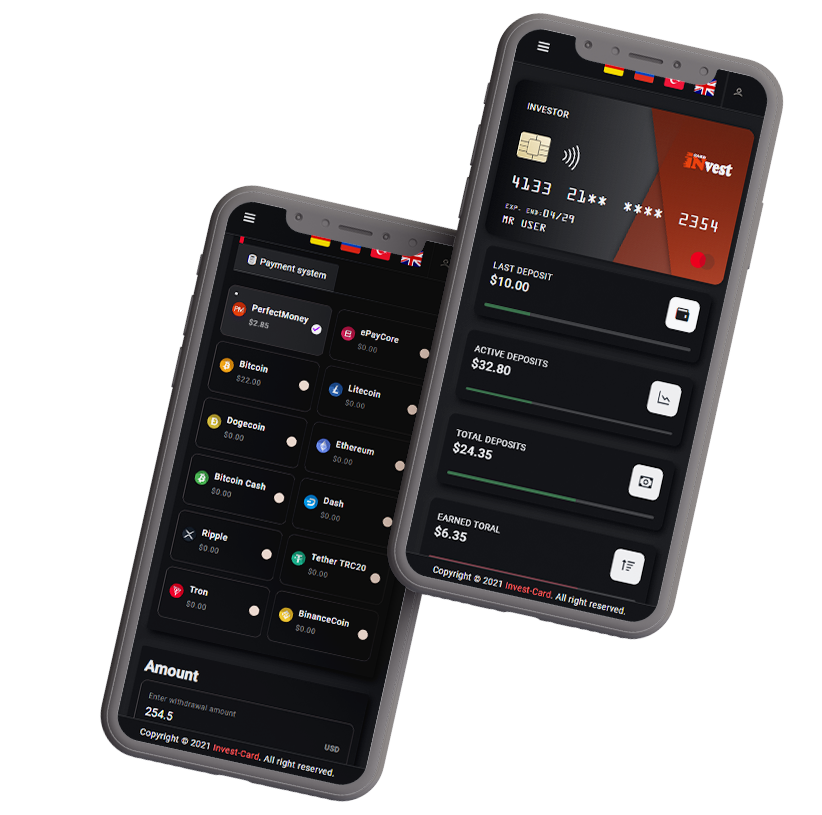 INVESTOR
iNvest
4133 21** **** 2354
EXP. END: 04/29
MR USER
LAST DEPOSIT
$10.00
ACTIVE DEPOSITS
$32.80
TOTAL DEPOSITS
$24.35
EARNED TORAL
$6.35
Copyright © 2021 Invest-Card. All right reserved.
Payment system
PM
PerfectMoney
$2.85
ePayCore
$0.00
Bitcoin
$22.00
Litecoin
$0.00
Dogecoin
$0.00
Ethereum
$0.00
Bitcoin Cash
$0.00
Dash
$0.00
Ripple
$0.00
Tether TRC20
$0.00
Tron
$0.00
BinanceCoin
$0.00
Amount
Enter withdrawal amount
254.5
USD
Copyright © 2021 Invest-Card. All right reserved.